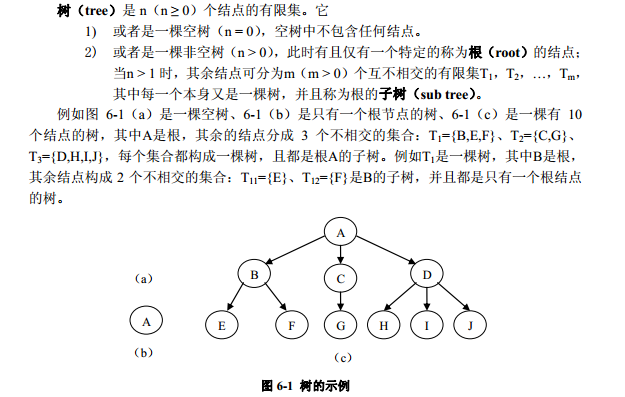 树（tree）是 n（n≥0）个结点的有限集。它
1) 或者是一棵空树（n = 0），空树中不包含任何结点。
2) 或者是一棵非空树（n > 0），此时有且仅有一个特定的称为根（root）的结点；
当n > 1 时，其余结点可分为m（m > 0）个互不相交的有限集T₁，T₂，…，Tₘ，
其中每一个本身又是一棵树，并且称为根的子树（sub tree）。
例如图 6-1（a）是一棵空树、6-1（b）是只有一个根节点的树、6-1（c）是一棵有 10
个结点的树，其中A是根，其余的结点分成 3 个不相交的集合：T₁={B,E,F}、T₂={C,G}、
T₃={D,H,I,J}，每个集合都构成一棵树，且都是根A的子树。例如T₁是一棵树，其中B是根，
其余结点构成 2 个不相交的集合：T₁₁={E}、T₁₂={F}是B的子树，并且都是只有一个根结点
的树。
A
B C D
(a)
A
E F G H I J
(b)
(c)
图 6-1 树的示例